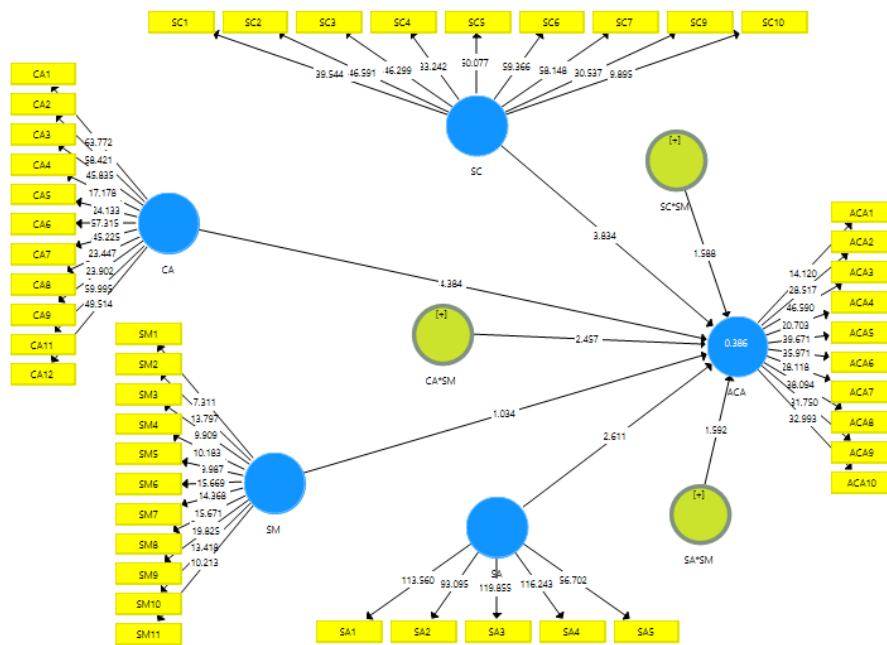 SC1 SC2 SC3 SC4 SC5 SC6 SC7 SC9 SC10
39.544 46.591 46.299 33.242 50.077 59.366 58.148 30.537 9.895
SC
CA1
CA2
CA3
CA4
CA5
CA6
CA7
CA8
CA9
CA11
CA12
63.772
58.421
45.835
17.178
24.133
57.315
45.225
23.447
23.902
59.995
49.514
CA
[+]
SC*SM
3.834
1.588
4.384
[+]
CA*SM
2.457
SM1
SM2
SM3
SM4
SM5
SM6
SM7
SM8
SM9
SM10
SM11
7.311
13.797
9.909
10.183
9.987
15.669
14.368
15.671
19.825
13.418
10.213
SM
1.034
2.611
1.592
0.386
ACA
14.120
28.517
46.590
20.703
39.671
35.971
28.118
38.094
31.750
32.993
ACA1
ACA2
ACA3
ACA4
ACA5
ACA6
ACA7
ACA8
ACA9
ACA10
[+]
SA*SM
SA
113.560 93.095 119.855 116.243 56.702
SA1 SA2 SA3 SA4 SA5